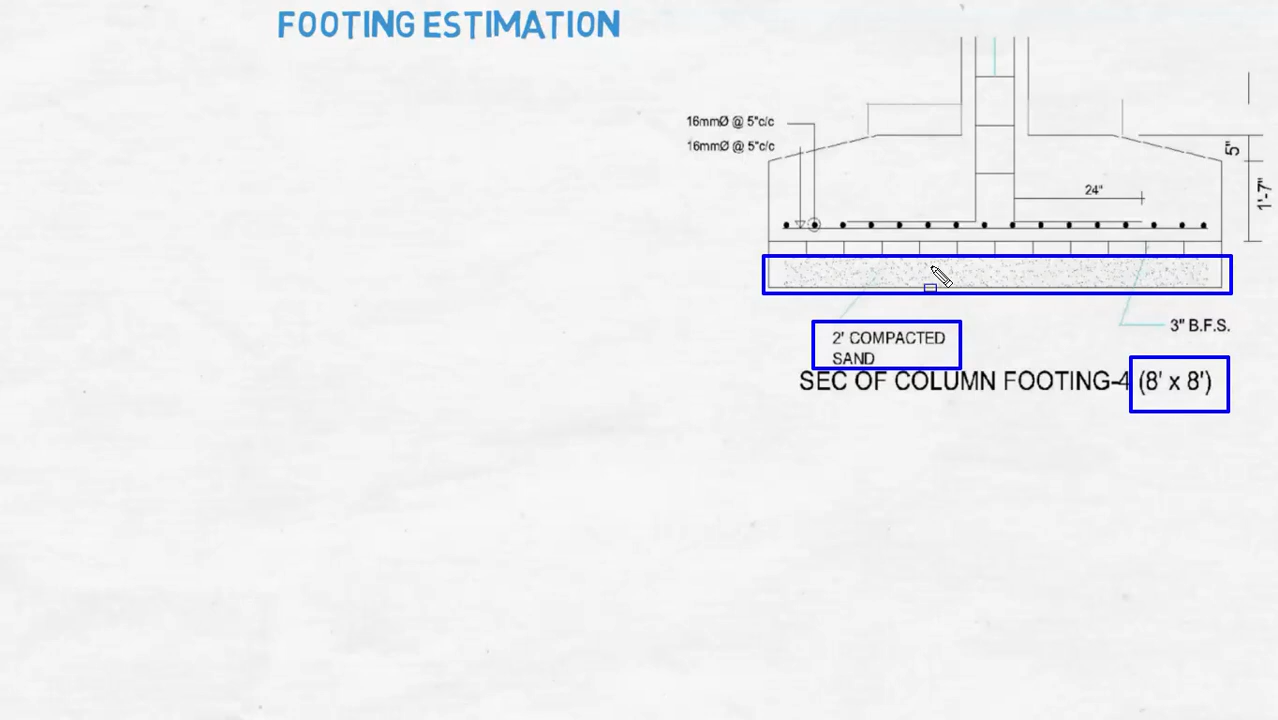 FOOTING ESTIMATION
16mmØ @ 5"c/c
16mmØ @ 5"c/c
5"
1'-7"
24"
3" B.F.S.
2' COMPACTED
SAND
SEC OF COLUMN FOOTING-4 (8' x 8')